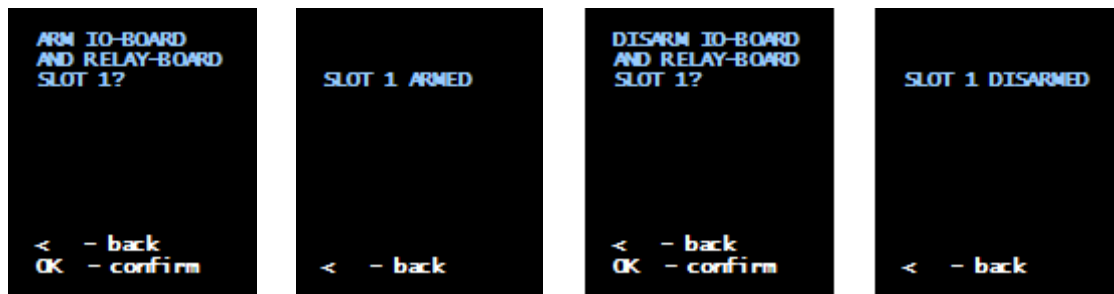 ARM IO-BOARD
AND RELAY-BOARD
SLOT 1?
< - back
OK - confirm
SLOT 1 ARMED
< - back
DISARM IO-BOARD
AND RELAY-BOARD
SLOT 1?
< - back
OK - confirm
SLOT 1 DISARMED
< - back